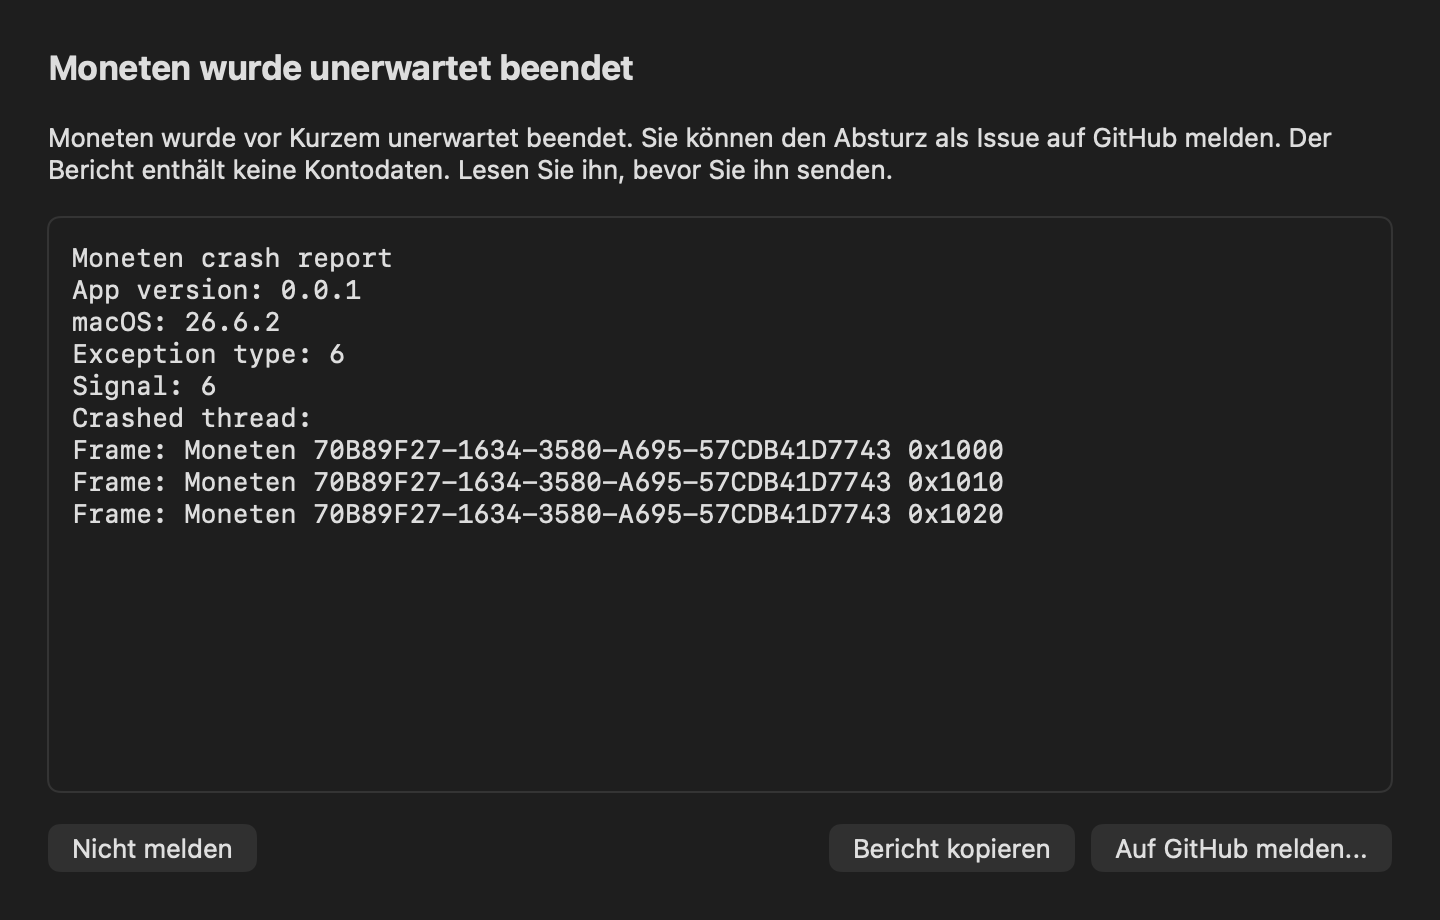 Moneten wurde unerwartet beendet
Moneten wurde vor Kurzem unerwartet beendet. Sie können den Absturz als Issue auf GitHub melden. Der
Bericht enthält keine Kontodaten. Lesen Sie ihn, bevor Sie ihn senden.
Moneten crash report
App version: 0.0.1
macOS: 26.6.2
Exception type: 6
Signal: 6
Crashed thread:
Frame: Moneten 70B89F27-1634-3580-A695-57CDB41D7743 0x1000
Frame: Moneten 70B89F27-1634-3580-A695-57CDB41D7743 0x1010
Frame: Moneten 70B89F27-1634-3580-A695-57CDB41D7743 0x1020
Nicht melden
Bericht kopieren
Auf GitHub melden...